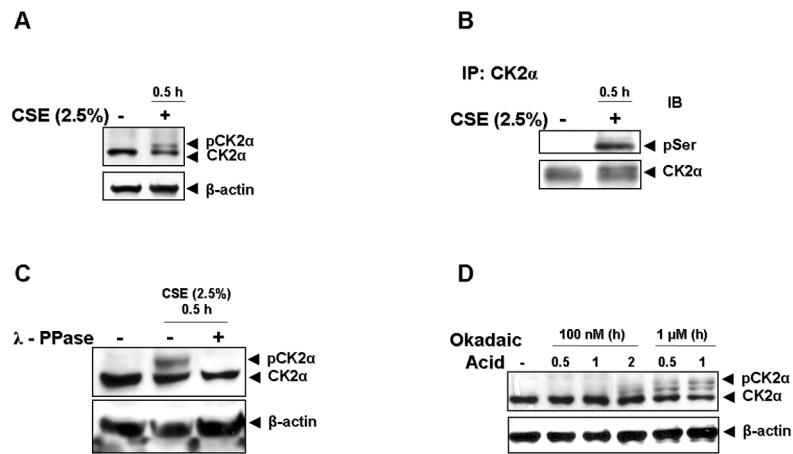 A
0.5 h
CSE (2.5%) - +
pCK2α
CK2α
β-actin
B
IP: CK2α
0.5 h
IB
CSE (2.5%) - +
pSer
CK2α
C
CSE (2.5%)
0.5 h
λ - PPase - - +
pCK2α
CK2α
β-actin
D
Okadaic 100 nM (h) 1 µM (h)
Acid - 0.5 1 2 0.5 1
pCK2α
CK2α
β-actin